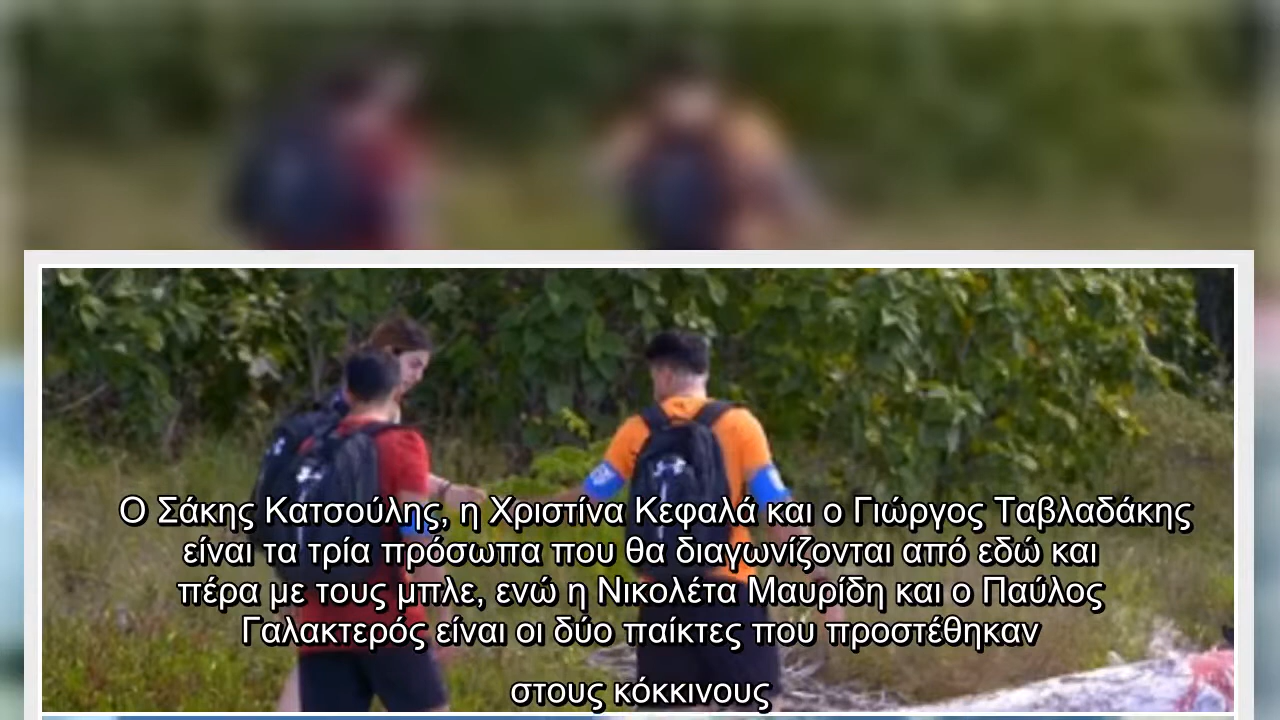 Ο Σάκης Κατσούλης, η Χριστίνα Κεφαλά και ο Γιώργος Ταβλαδάκης
είναι τα τρία πρόσωπα που θα διαγωνίζονται από εδώ και
πέρα με τους μπλε, ενώ η Νικολέτα Μαυρίδη και ο Παύλος
Γαλακτερός είναι οι δύο παίκτες που προστέθηκαν
στους κόκκινους